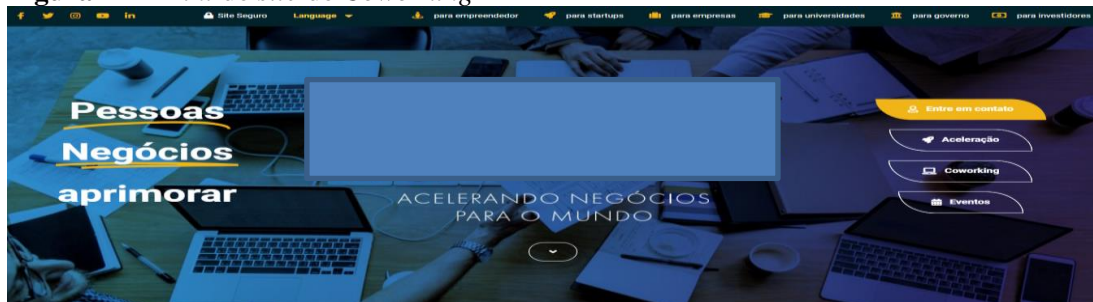 Site Seguro Language para empreendedor para startups para empresas para universidades para governo para investidores
Pessoas
Negócios
aprimorar
ACELERANDO NEGÓCIOS
PARA O MUNDO
Entre em contato
Aceleração
Coworking
Eventos